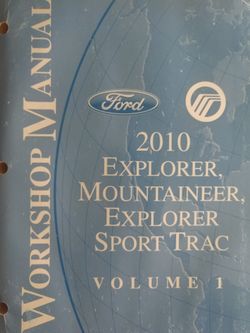 WORKSHOP MANUAL
Ford
2010
EXPLORER,
MOUNTAINEER,
EXPLORER
SPORT TRAC
VOLUME 1